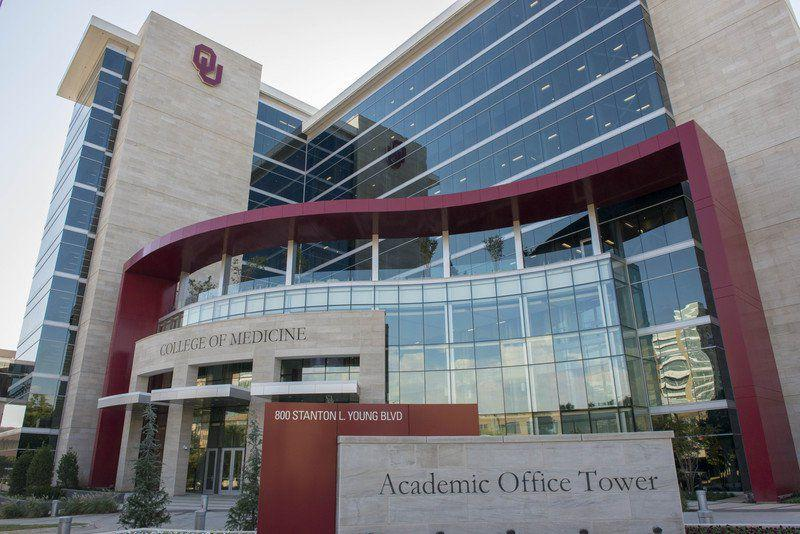 OU
COLLEGE OF MEDICINE
800 STANTON L. YOUNG BLVD
Academic Office Tower